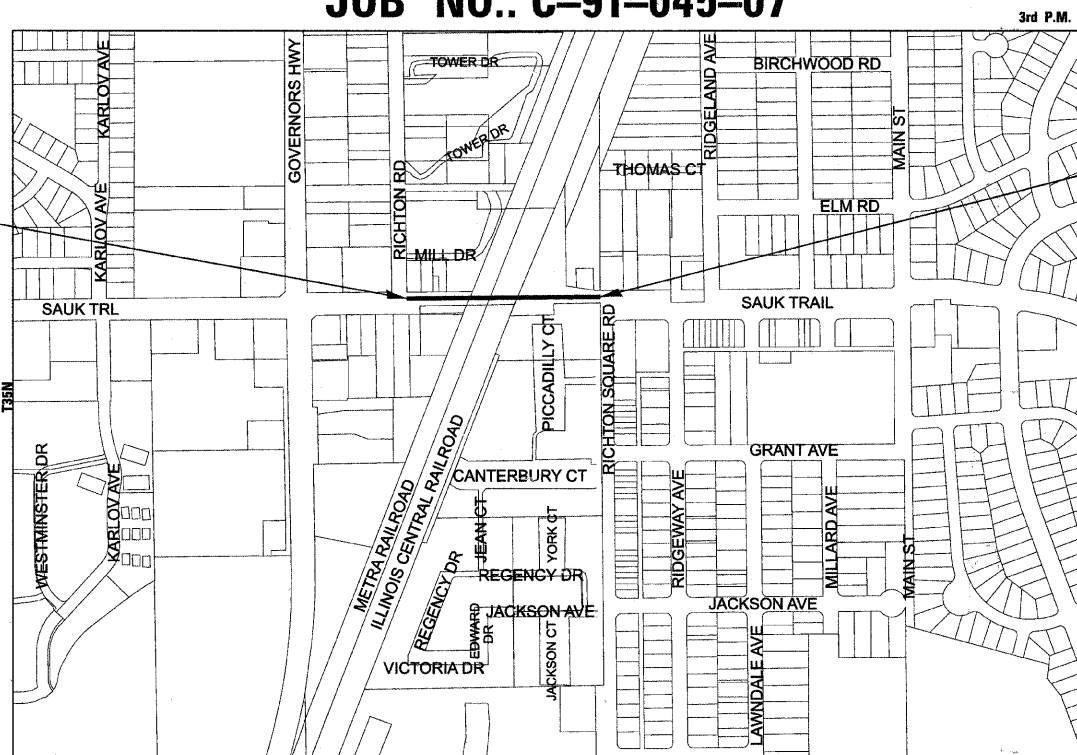 JOB NO.: C-91-045-07
3rd P.M.
KARLOV AVE
GOVERNORS HWY
TOWER DR
RIDGELAND AVE
BIRCHWOOD RD
MAIN ST
TOWER DR
THOMAS CT
RICHTON RD
KARLOV AVE
ELM RD
MILL DR
SAUK TRL
SAUK TRAIL
PICCADILLY CT
RICHTON SQUARE RD
T35N
WESTMINSTER DR
KARLOV AVE
METRA RAILROAD
ILLINOIS CENTRAL RAILROAD
CANTERBURY CT
GRANT AVE
JEAN CT
YORK CT
RIDGEWAY AVE
MILLARD AVE
MAIN ST
REGENCY DR
REGENCY DR
JACKSON AVE
EDWARD
DR
JACKSON AVE
JACKSON CT
VICTORIA DR
LAWNDALE AVE